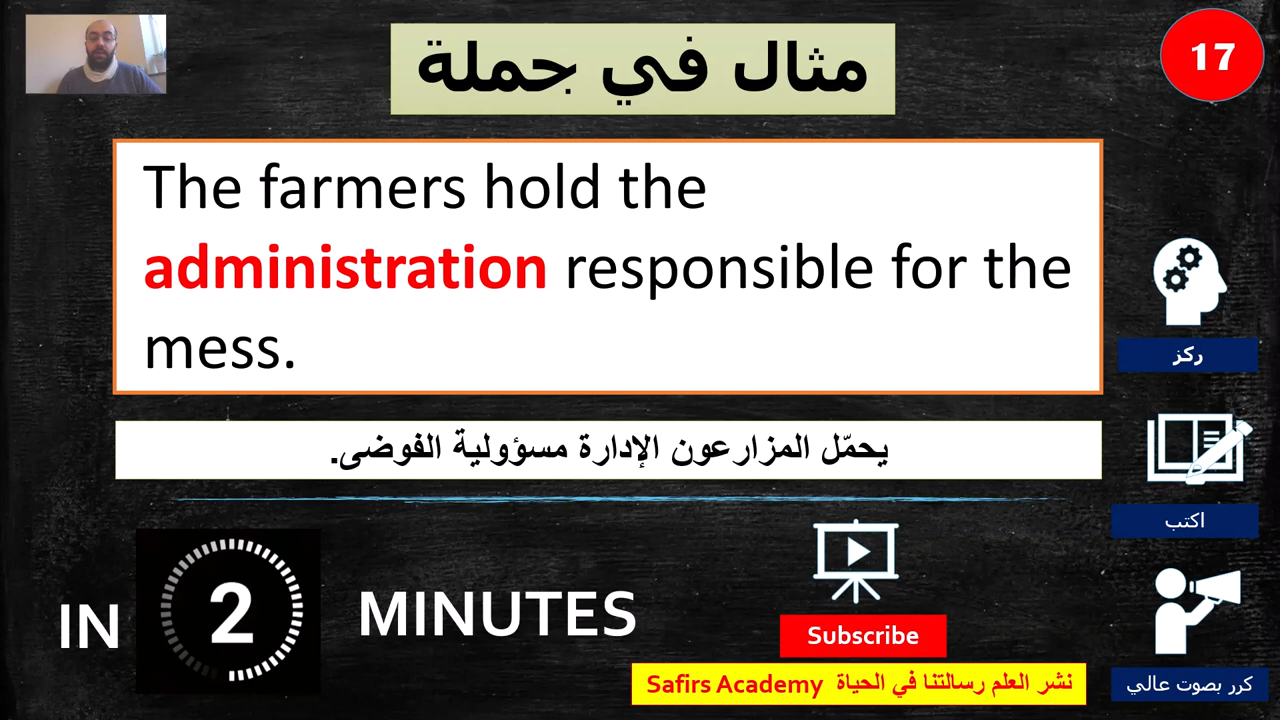 مثال في جملة
17
The farmers hold the
administration responsible for the
mess.
ركز
يحمّل المزارعون الإدارة مسؤولية الفوضى.
اكتب
IN 2 MINUTES
Subscribe
Safirs Academy نشر العلم رسالتنا في الحياة
كرر بصوت عالي